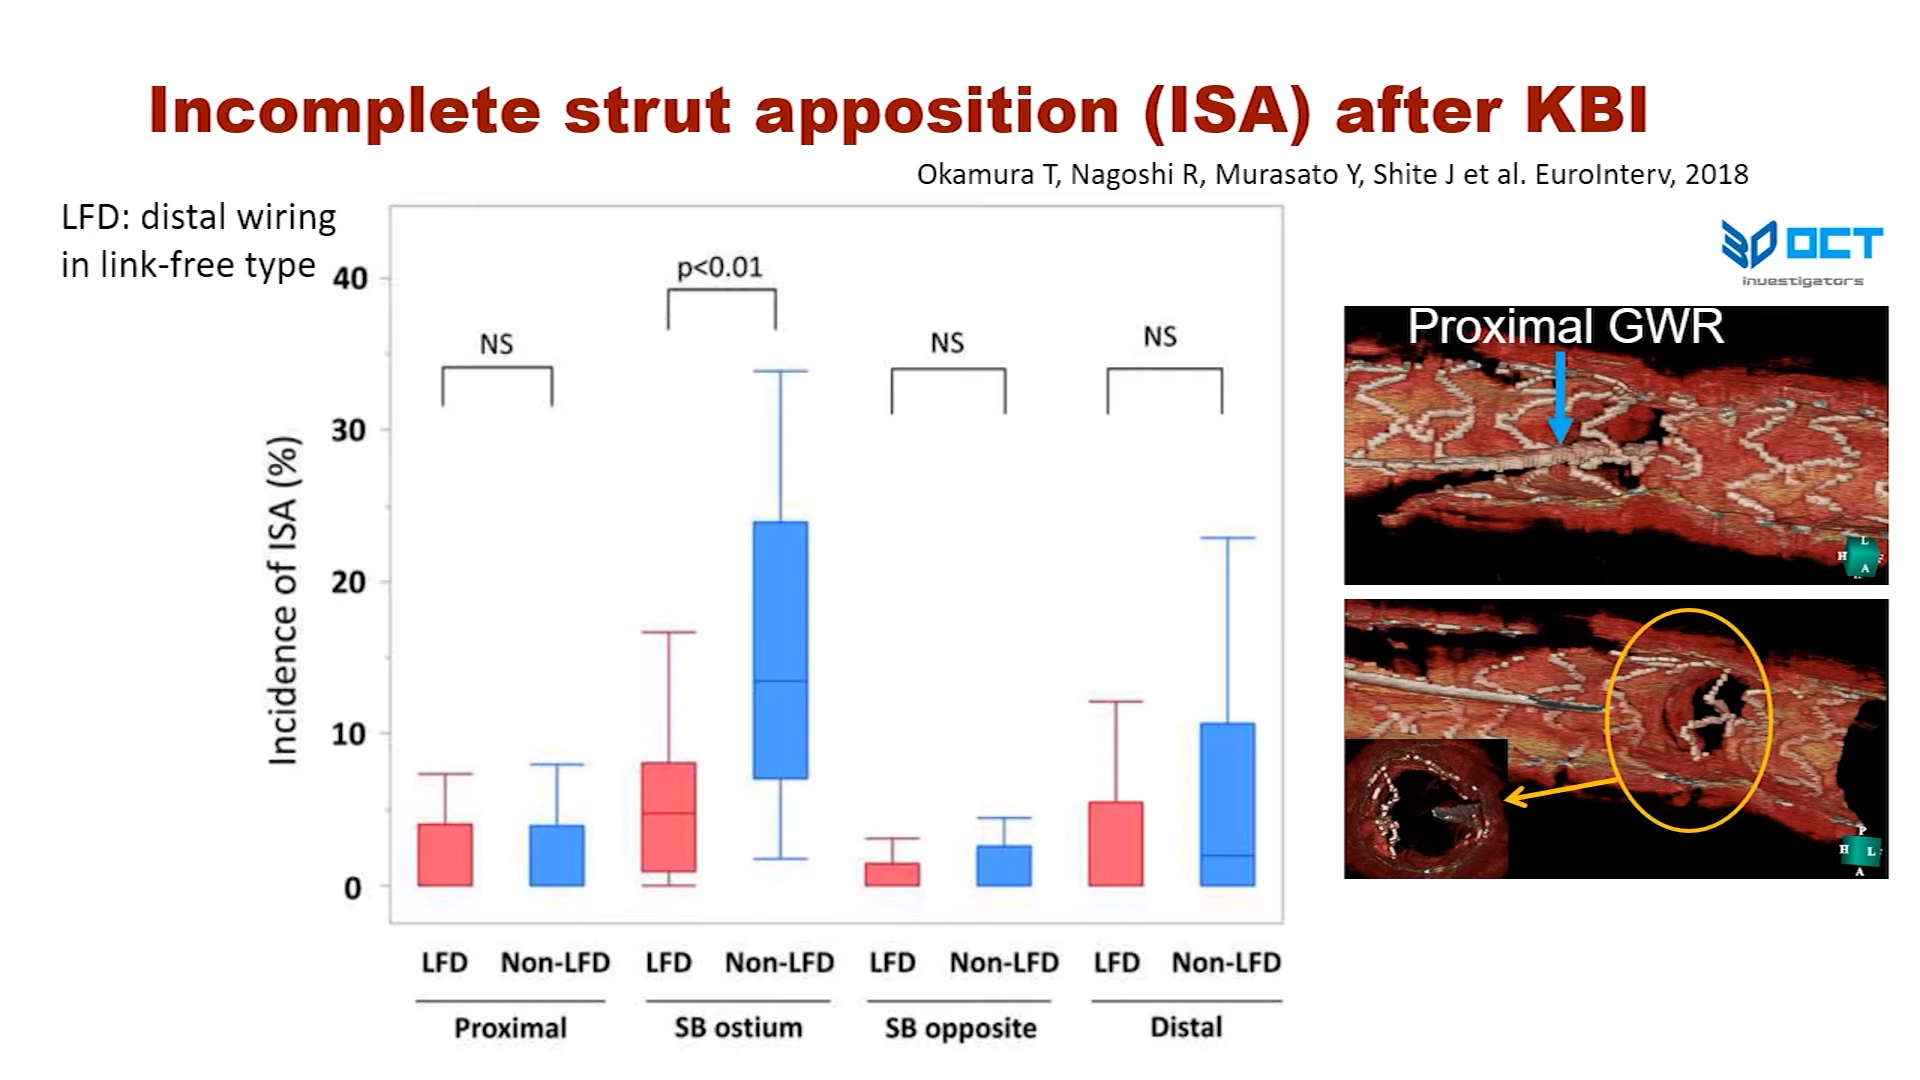 Incomplete strut apposition (ISA) after KBI
Okamura T, Nagoshi R, Murasato Y, Shite J et al. EuroInterv, 2018
LFD: distal wiring
in link-free type
3D OCT
investigators
Incidence of ISA (%)
40
30
20
10
0
NS
p<0.01
NS
NS
LFD Non-LFD LFD Non-LFD LFD Non-LFD LFD Non-LFD
Proximal SB ostium SB opposite Distal
Proximal GWR
L
H F
A
P
H L
A